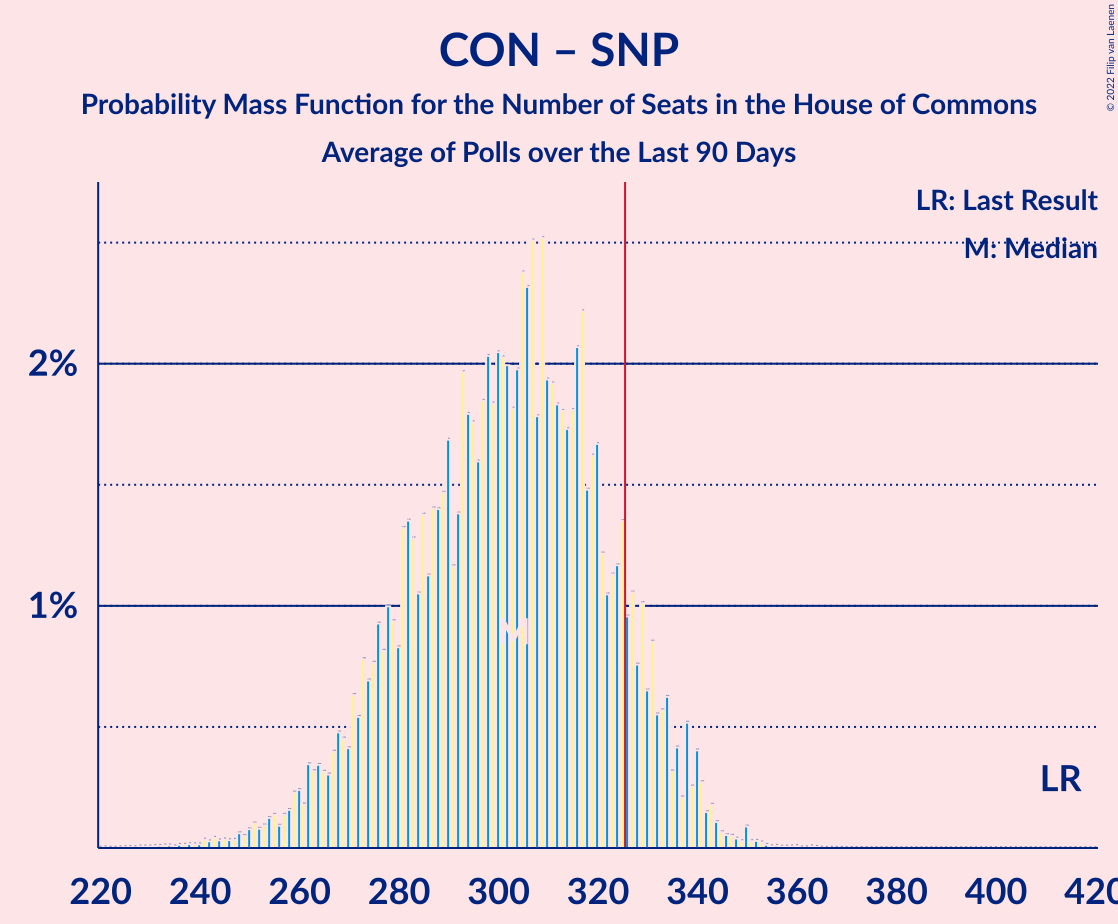 CON – SNP
Probability Mass Function for the Number of Seats in the House of Commons
Average of Polls over the Last 90 Days
© 2022 Filip van Laenen
LR: Last Result
M: Median
2%
1%
M
LR
220 240 260 280 300 320 340 360 380 400 420